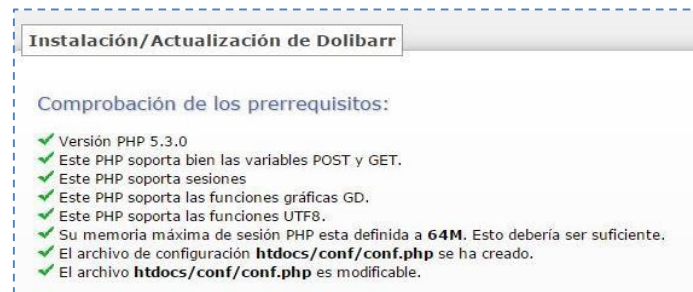 Instalación/Actualización de Dolibarr
Comprobación de los prerrequisitos:
Versión PHP 5.3.0
Este PHP soporta bien las variables POST y GET.
Este PHP soporta sesiones
Este PHP soporta las funciones gráficas GD.
Este PHP soporta las funciones UTF8.
Su memoria máxima de sesión PHP esta definida a 64M. Esto debería ser suficiente.
El archivo de configuración htdocs/conf/conf.php se ha creado.
El archivo htdocs/conf/conf.php es modificable.